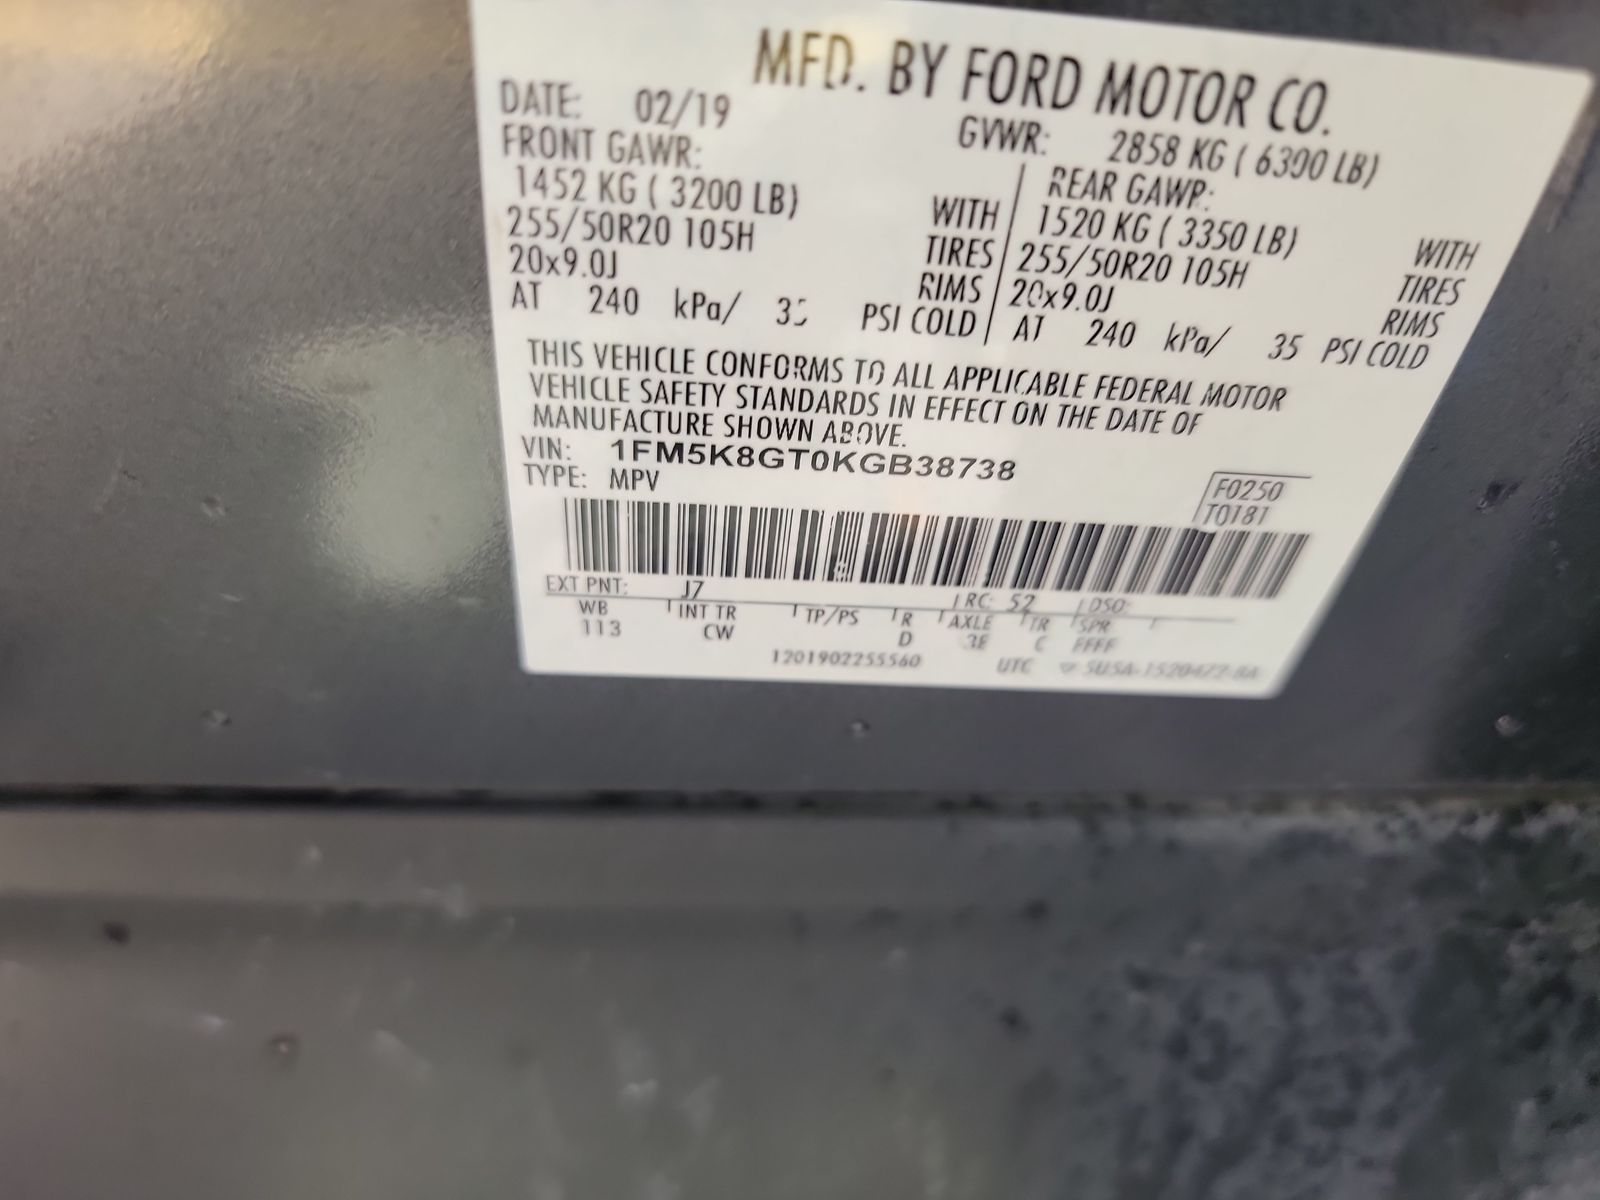 MFD. BY FORD MOTOR CO.
DATE: 02/19 GVWR: 2858 KG ( 6300 LB)
FRONT GAWR: REAR GAWR:
1452 KG ( 3200 LB) WITH 1520 KG ( 3350 LB) WITH
255/50R20 105H TIRES 255/50R20 105H TIRES
20x9.0J RIMS 20x9.0J RIMS
AT 240 kPa/ 35 PSI COLD AT 240 kPa/ 35 PSI COLD
THIS VEHICLE CONFORMS TO ALL APPLICABLE FEDERAL MOTOR
VEHICLE SAFETY STANDARDS IN EFFECT ON THE DATE OF
MANUFACTURE SHOWN ABOVE.
VIN: 1FM5K8GT0KGB38738
TYPE: MPV
F0250
T0181
EXT PNT: J7 RC: 52 DSO:
WB INT TR TP/PS R AXLE TR SPR
113 CW D 3E C FFFF
1201902255560 UTC